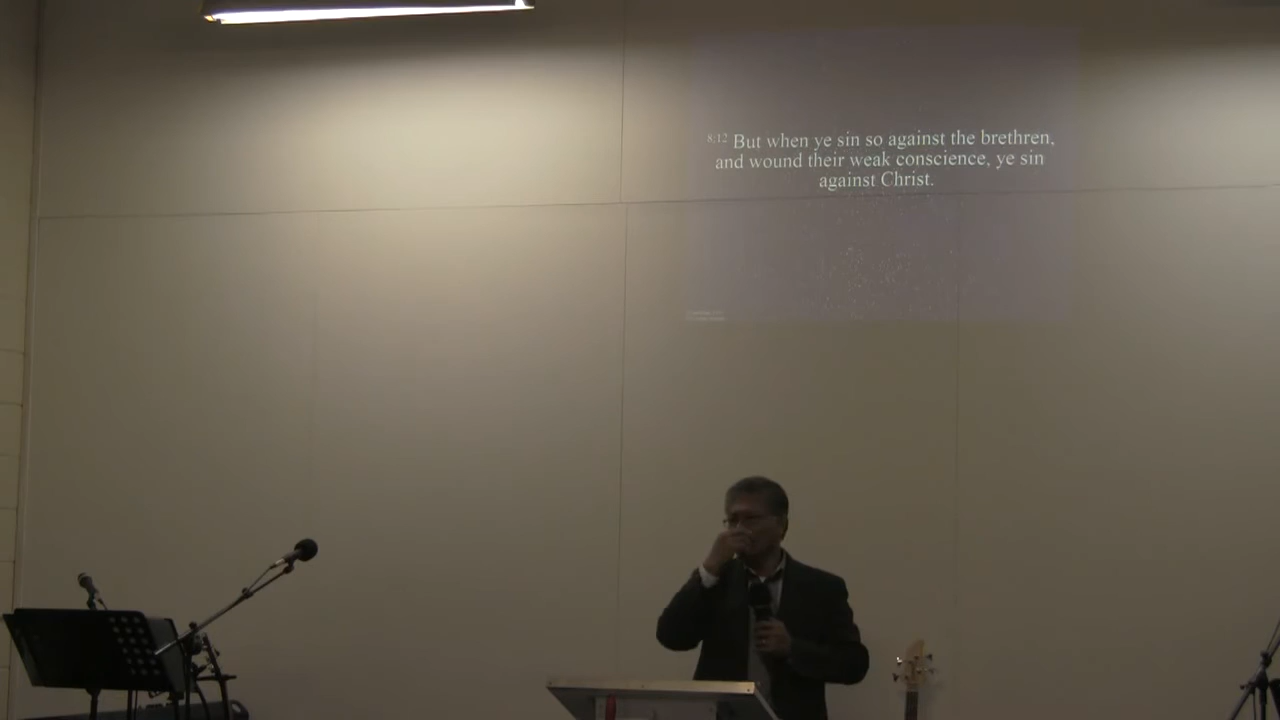 8:12 But when ye sin so against the brethren,
and wound their weak conscience, ye sin
against Christ.